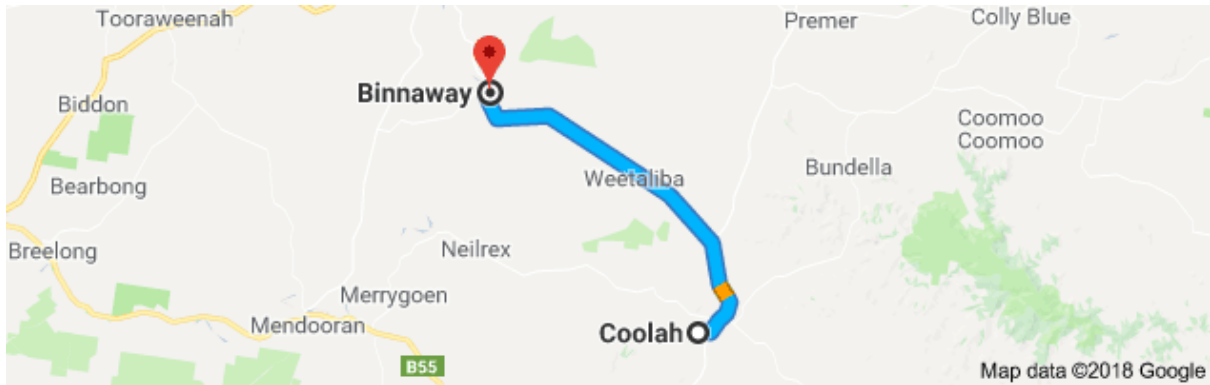 Tooraweenah
Premer
Colly Blue
Binnaway
Biddon
Coomoo
Coomoo
Weetaliba
Bundella
Bearbong
Breelong
Neilrex
Merrygoen
Mendooran
Coolah
B55
Map data ©2018 Google